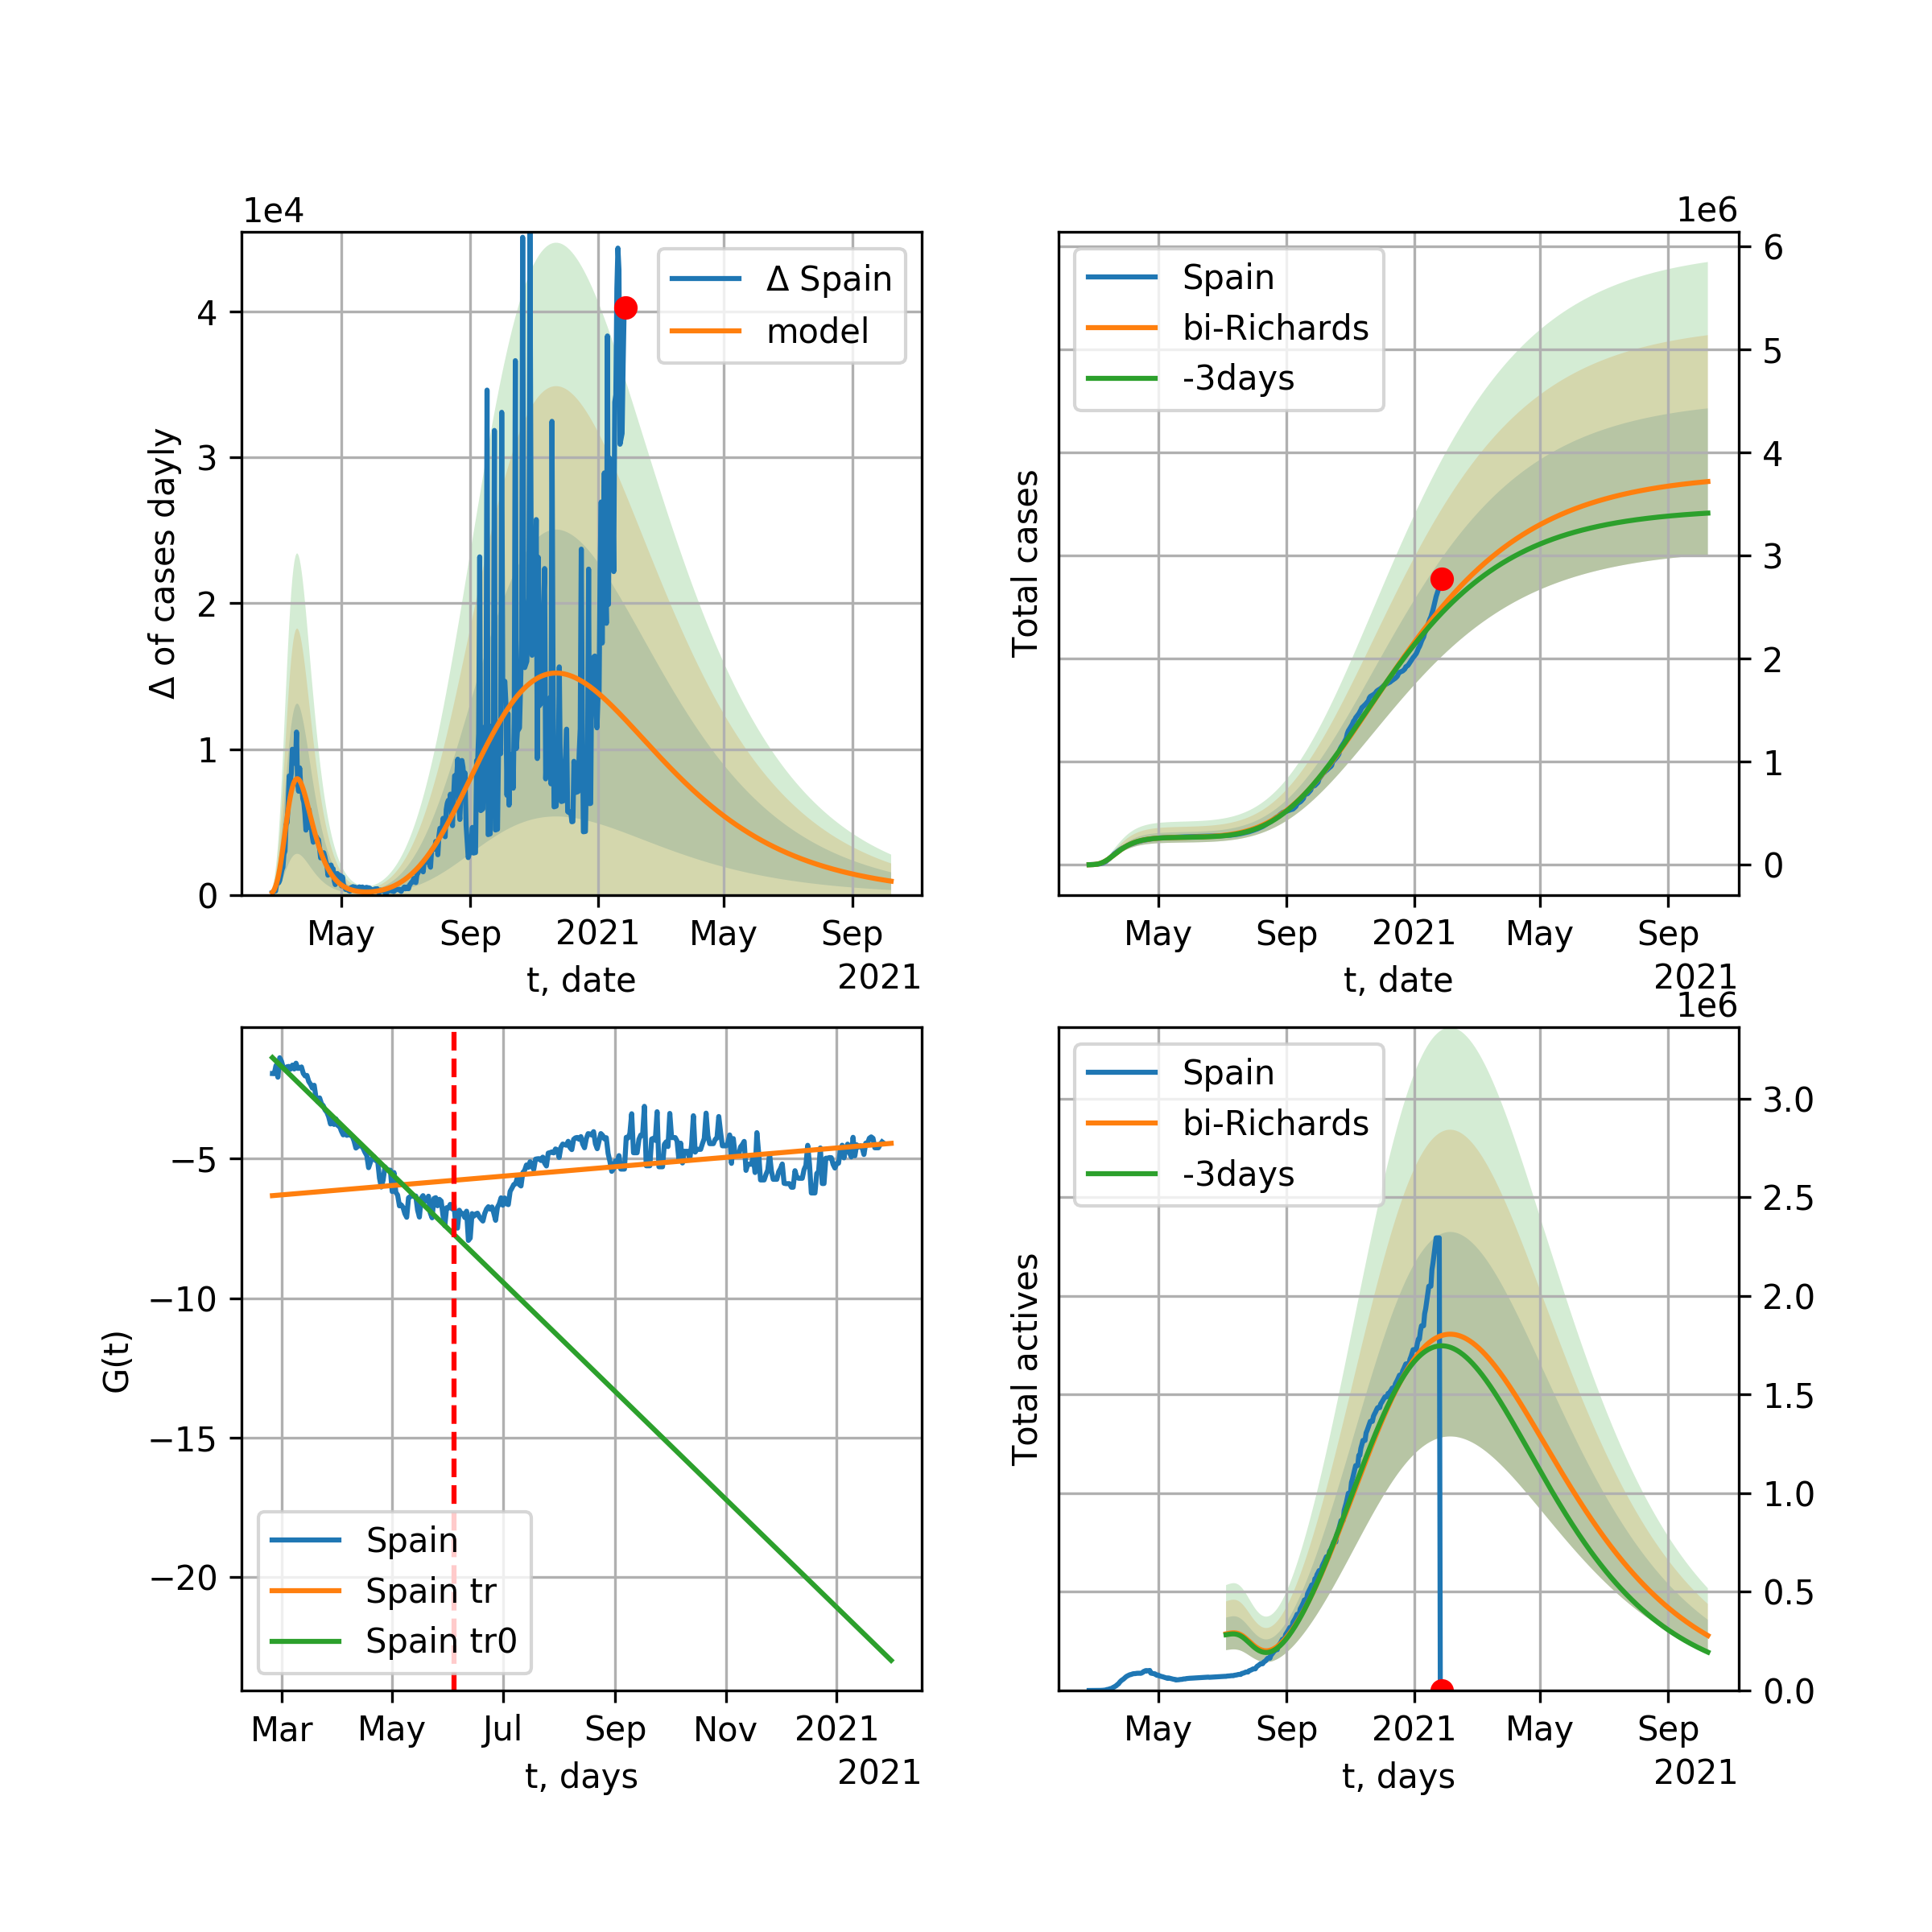 1e4
Δ of cases dayly
4
3
2
1
0
Δ Spain
model
May Sep 2021 May Sep
t, date
2021
1e6
Spain
bi-Richards
-3days
Total cases
6
5
4
3
2
1
0
May Sep 2021 May Sep
t, date
2021
G(t)
−5
−10
−15
−20
Spain
Spain tr
Spain tr0
Mar May Jul Sep Nov 2021
t, days
2021
1e6
Spain
bi-Richards
-3days
Total actives
3.0
2.5
2.0
1.5
1.0
0.5
0.0
May Sep 2021 May Sep
t, days
2021